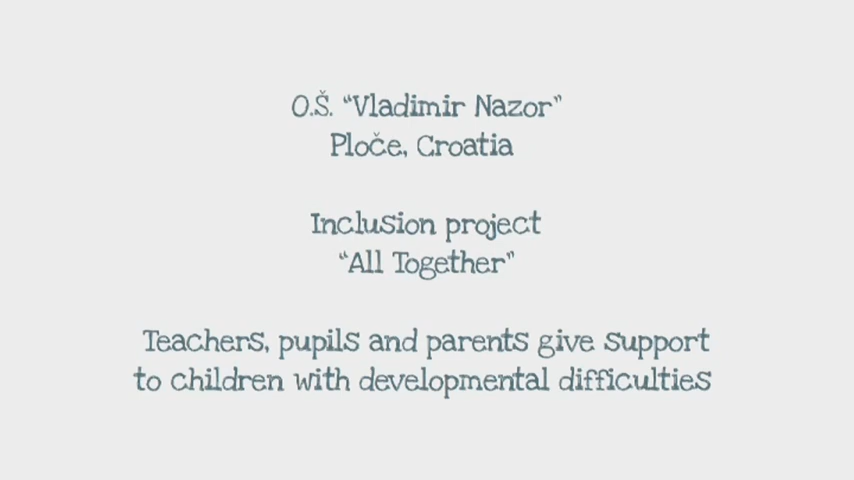 O.Š. “Vladimir Nazor”
Ploče, Croatia
Inclusion project
“All Together”
Teachers, pupils and parents give support
to children with developmental difficulties